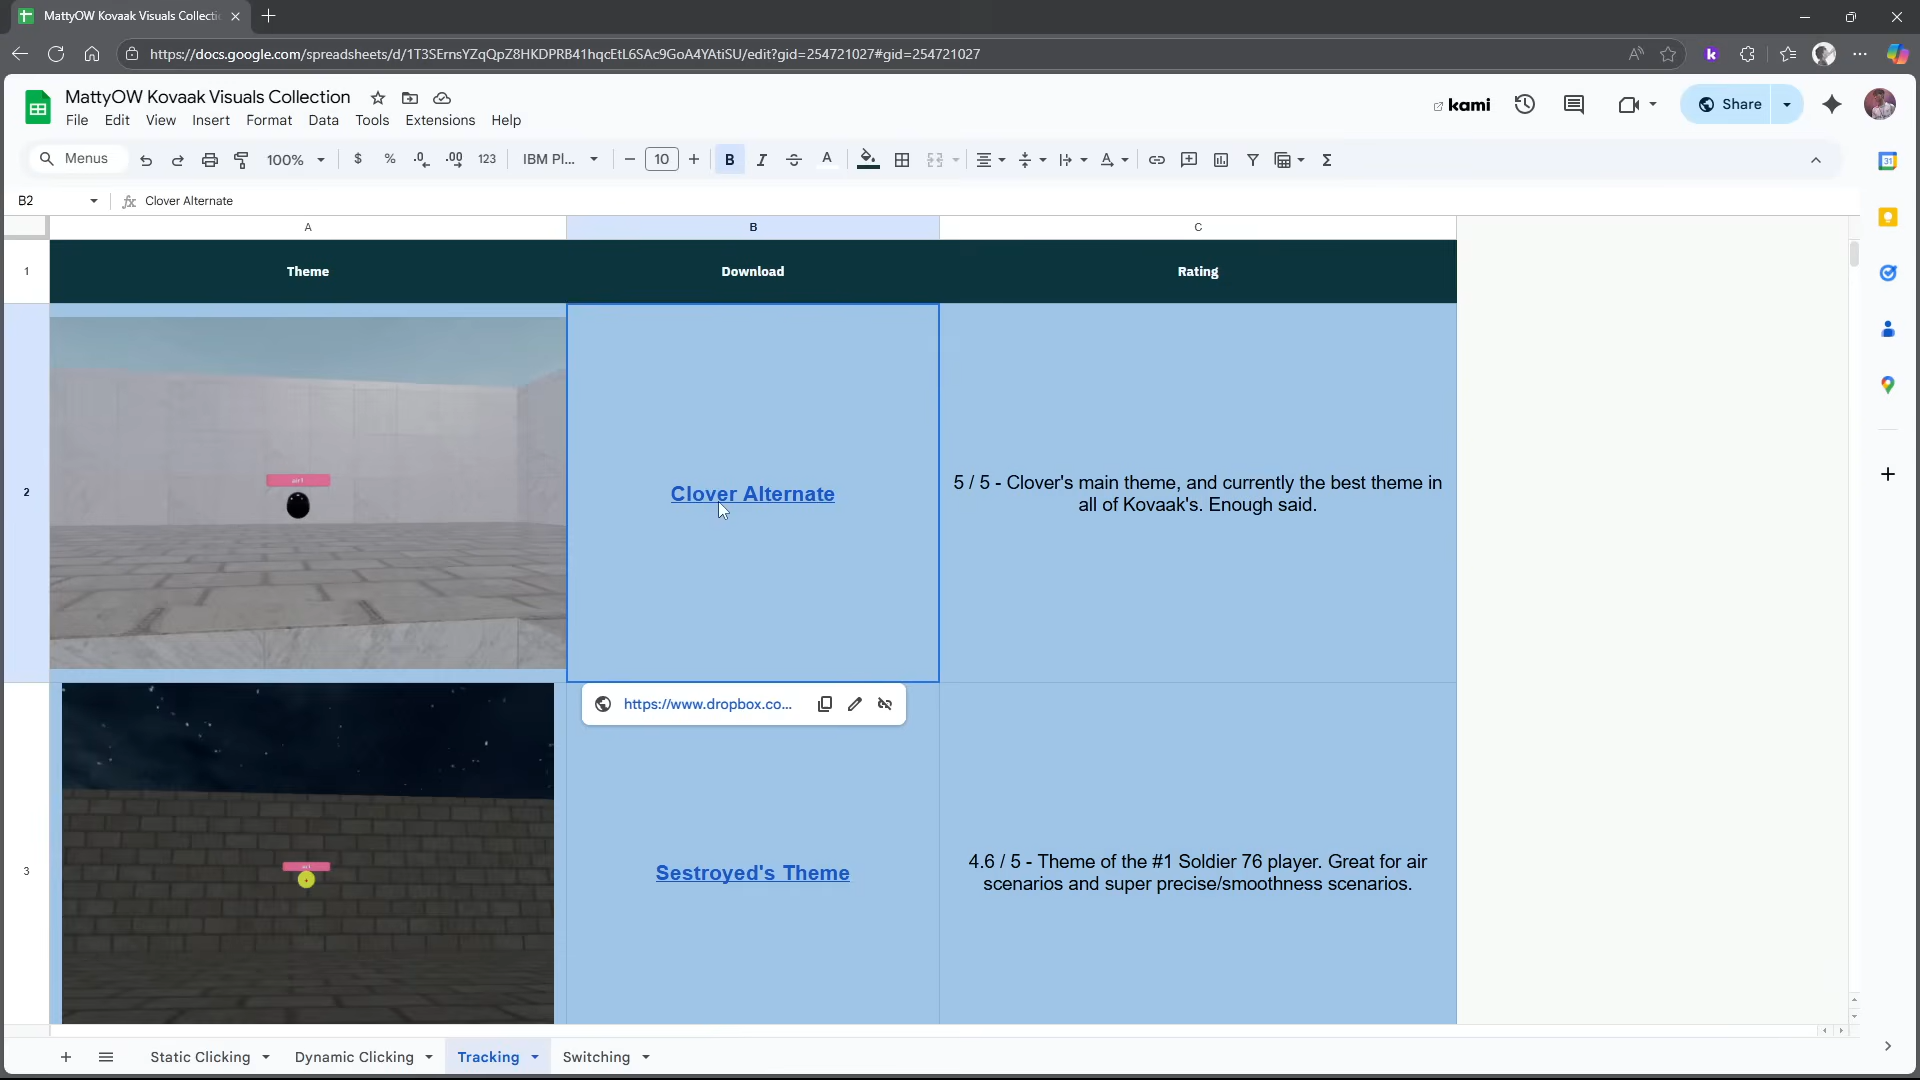 MattyOW Kovaak Visuals Collecti
https://docs.google.com/spreadsheets/d/1T3SErnsYZqQpZ8HKDPRB41hqcEtL6SAc9GoA4YAtiSU/edit?gid=254721027#gid=254721027
MattyOW Kovaak Visuals Collection
kami
Share
File Edit View Insert Format Data Tools Extensions Help
Menus 100% $ % .0 .00 123 IBM Pl... 10 B I
B2 Clover Alternate
A B C
1 Theme Download Rating
2
Clover Alternate
5 / 5 - Clover's main theme, and currently the best theme in
all of Kovaak's. Enough said.
https://www.dropbox.co...
3
Sestroyed's Theme
4.6 / 5 - Theme of the #1 Soldier 76 player. Great for air
scenarios and super precise/smoothness scenarios.
Static Clicking Dynamic Clicking Tracking Switching